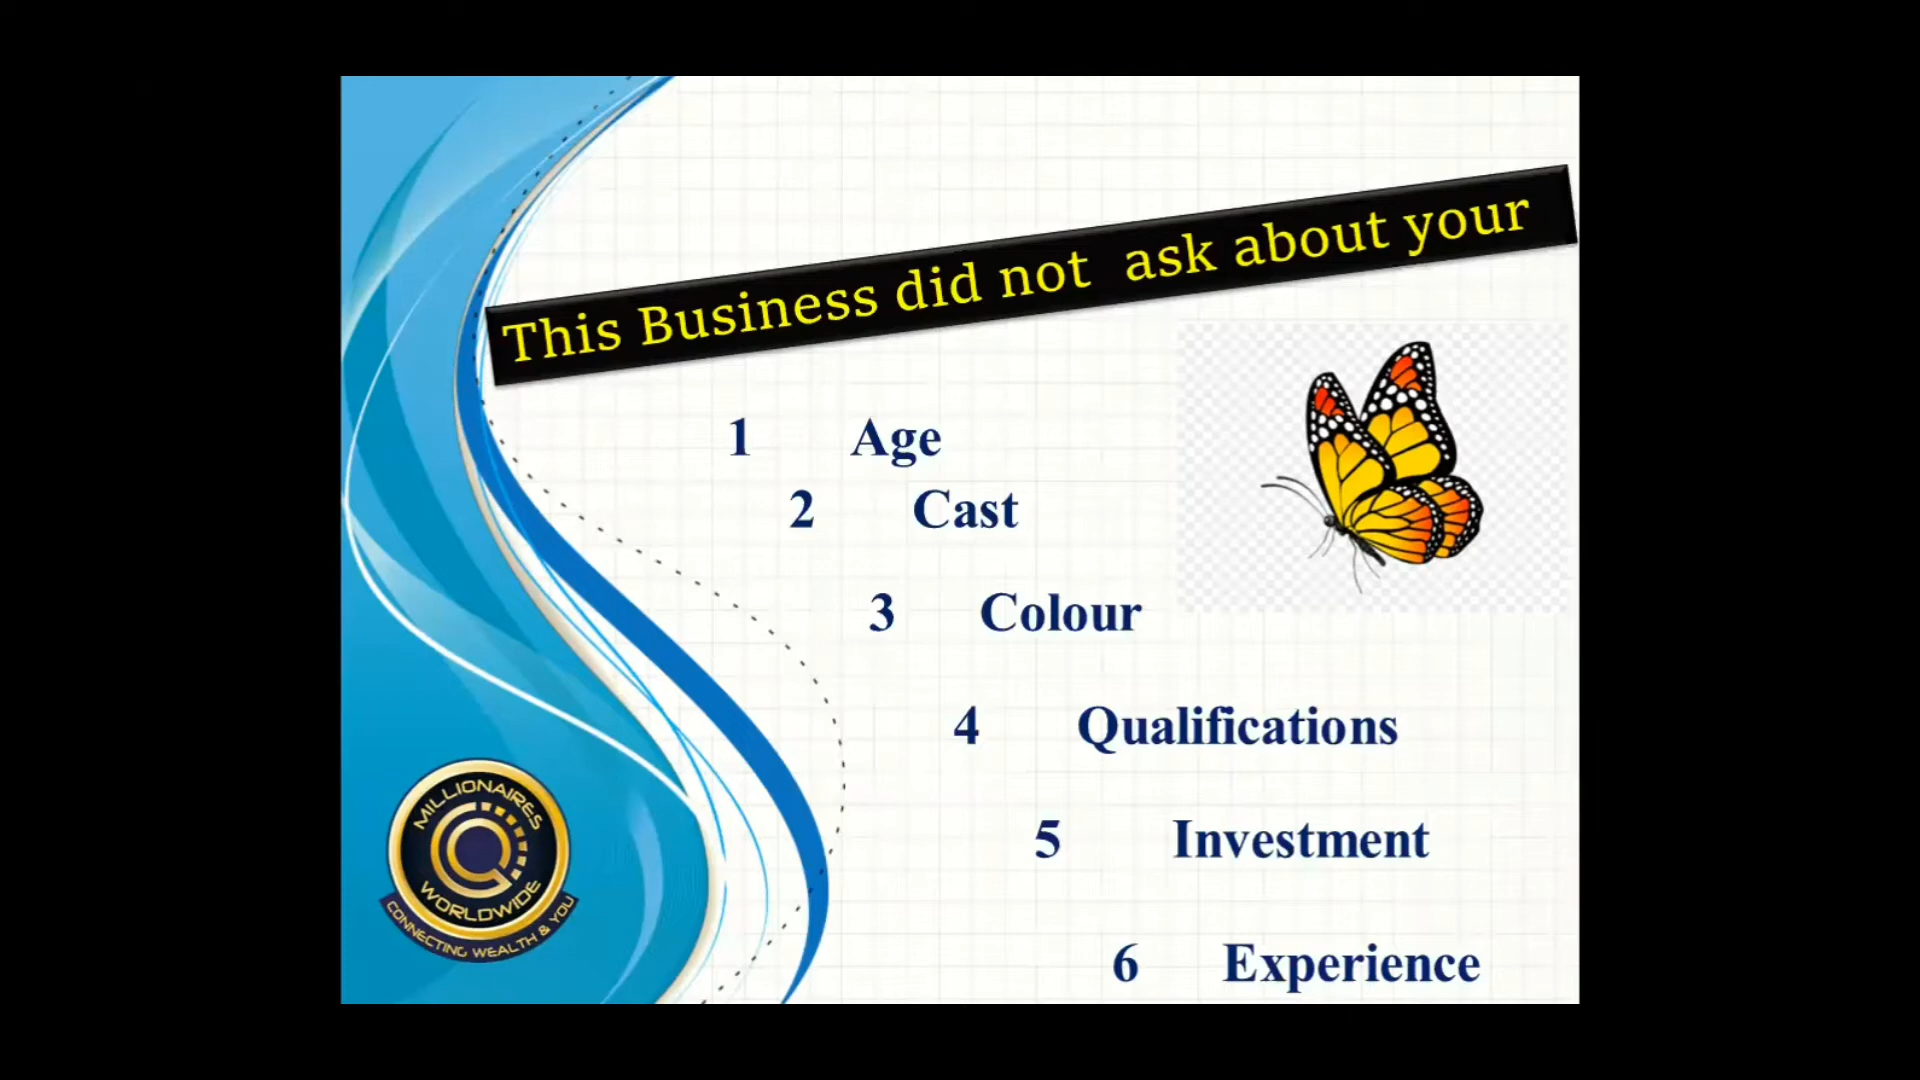 This Business did not ask about your
1 Age
2 Cast
3 Colour
4 Qualifications
5 Investment
6 Experience
MILLIONAIRES
WORLDWIDE
CONNECTING WEALTH & YOU